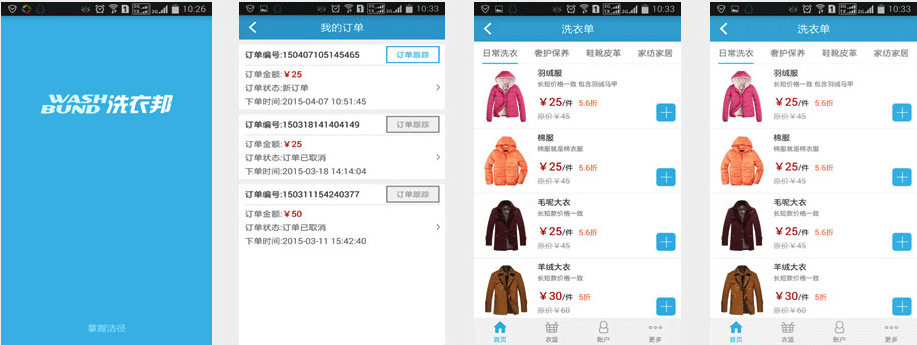 10:26
WASH
BUND 洗衣邦
掌握洁径
10:33
我的订单
订单编号:150407105145465 订单跟踪
订单金额:￥25
订单状态:新订单
下单时间:2015-04-07 10:51:45
订单编号:150318141404149 订单跟踪
订单金额:￥25
订单状态:订单已取消
下单时间:2015-03-18 14:14:04
订单编号:150311154240377 订单跟踪
订单金额:￥50
订单状态:订单已取消
下单时间:2015-03-11 15:42:40
10:33
洗衣单
日常洗衣 奢护保养 鞋靴皮革 家纺家居
羽绒服
长短价格一致 包含羽绒马甲
￥25/件 5.6折
原价￥45
棉服
棉服就是棉衣服
￥25/件 5.6折
原价￥45
毛呢大衣
长短款价格一致
￥25/件 5.6折
原价￥45
羊绒大衣
长短款价格一致
￥30/件 5折
原价￥60
首页 衣篮 账户 更多
10:33
洗衣单
日常洗衣 奢护保养 鞋靴皮革 家纺家居
羽绒服
长短价格一致 包含羽绒马甲
￥25/件 5.6折
原价￥45
棉服
棉服就是棉衣服
￥25/件 5.6折
原价￥45
毛呢大衣
长短款价格一致
￥25/件 5.6折
原价￥45
羊绒大衣
长短款价格一致
￥30/件 5折
原价￥60
首页 衣篮 账户 更多